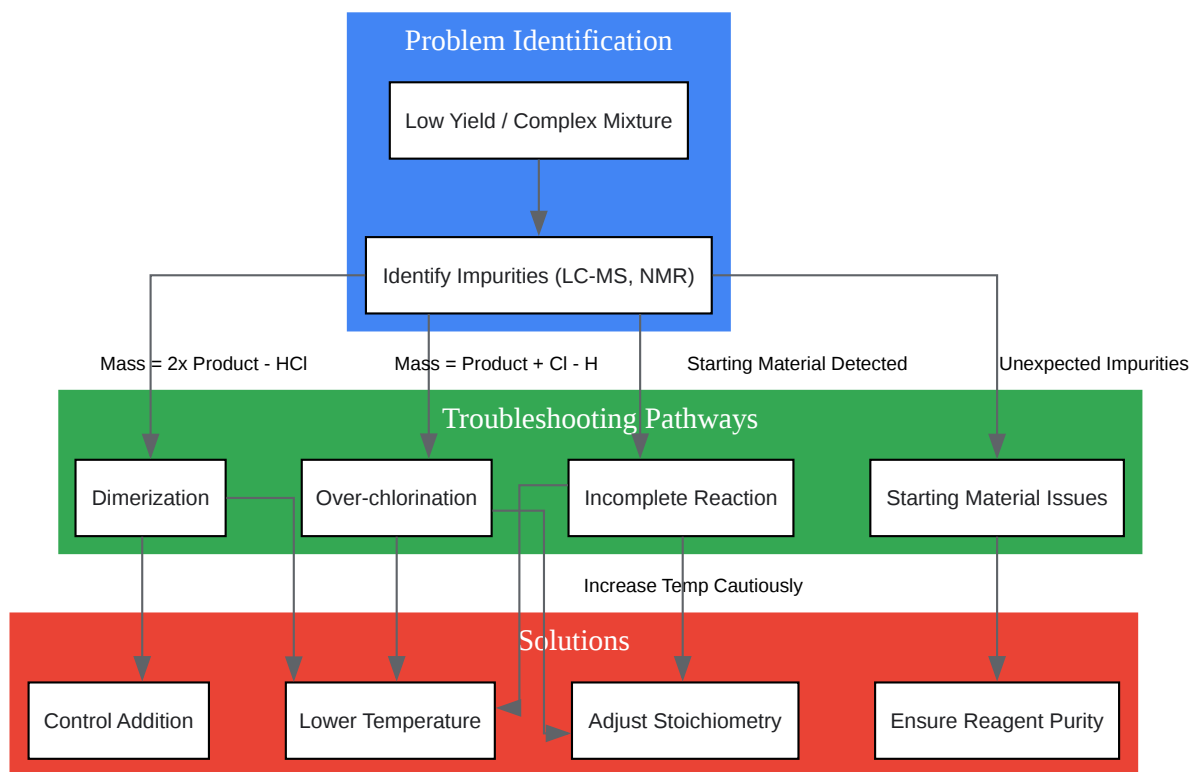 Problem Identification
Low Yield / Complex Mixture
Identify Impurities (LC-MS, NMR)
Mass = 2x Product - HCl
Mass = Product + Cl - H
Starting Material Detected
Unexpected Impurities
Troubleshooting Pathways
Dimerization
Over-chlorination
Incomplete Reaction
Starting Material Issues
Increase Temp Cautiously
Solutions
Control Addition
Lower Temperature
Adjust Stoichiometry
Ensure Reagent Purity